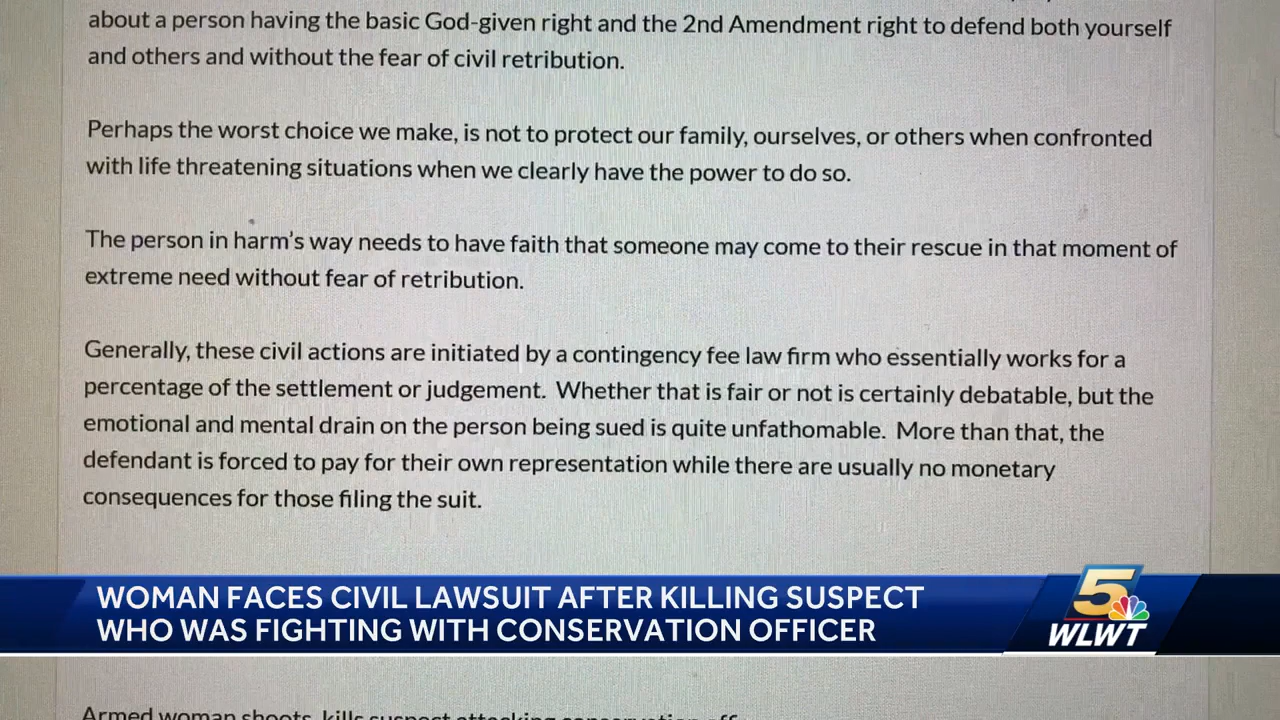 about a person having the basic God-given right and the 2nd Amendment right to defend both yourself
and others and without the fear of civil retribution.
Perhaps the worst choice we make, is not to protect our family, ourselves, or others when confronted
with life threatening situations when we clearly have the power to do so.
The person in harm's way needs to have faith that someone may come to their rescue in that moment of
extreme need without fear of retribution.
Generally, these civil actions are initiated by a contingency fee law firm who essentially works for a
percentage of the settlement or judgement. Whether that is fair or not is certainly debatable, but the
emotional and mental drain on the person being sued is quite unfathomable. More than that, the
defendant is forced to pay for their own representation while there are usually no monetary
consequences for those filing the suit.
WOMAN FACES CIVIL LAWSUIT AFTER KILLING SUSPECT
WHO WAS FIGHTING WITH CONSERVATION OFFICER
5
WLWT
Armed woman shoots, kills suspect attacking conservation off